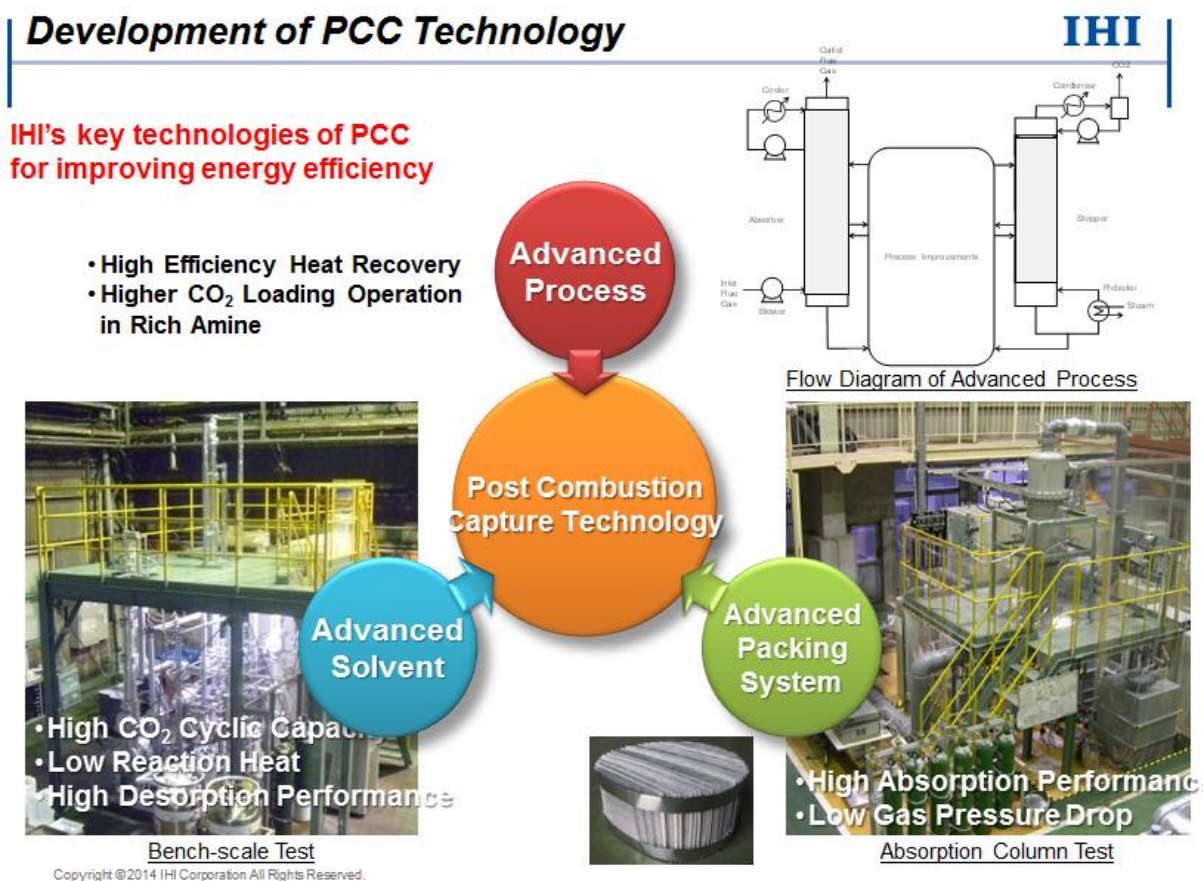 Development of PCC Technology
IHI
IHI's key technologies of PCC
for improving energy efficiency
• High Efficiency Heat Recovery
• Higher CO₂ Loading Operation
in Rich Amine
Advanced
Process
Outlet
Flue
Gas
Cooler
Absorber
Inlet
Flue
Gas
Blower
Process Improvements
Condenser
CO2
Stripper
Reboiler
Steam
Flow Diagram of Advanced Process
Post Combustion
Capture Technology
Advanced
Solvent
• High CO₂ Cyclic
• Low Reaction Heat
• High Desorption Performance
Bench-scale Test
Advanced
Packing
System
• High Absorption Performanc
• Low Gas Pressure Drop
Absorption Column Test
Copyright ©2014 IHI Corporation All Rights Reserved.